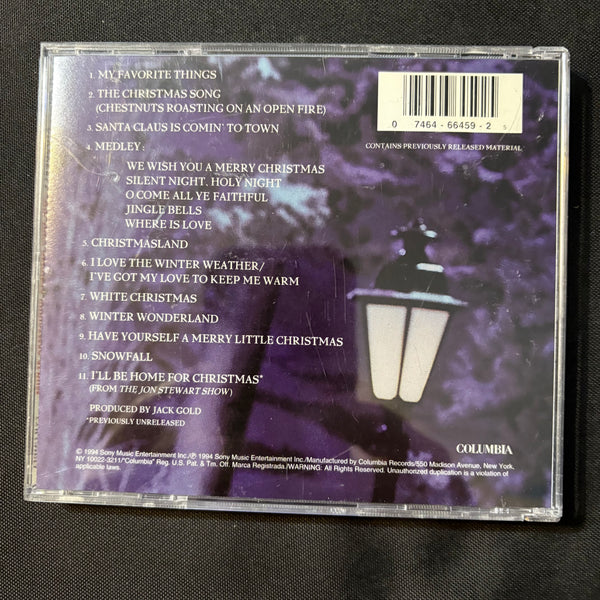 1. MY FAVORITE THINGS
2. THE CHRISTMAS SONG
(CHESTNUTS ROASTING ON AN OPEN FIRE)
3. SANTA CLAUS IS COMIN' TO TOWN
4. MEDLEY:
WE WISH YOU A MERRY CHRISTMAS
SILENT NIGHT, HOLY NIGHT
O COME ALL YE FAITHFUL
JINGLE BELLS
WHERE IS LOVE
5. CHRISTMASLAND
6. I LOVE THE WINTER WEATHER/
I'VE GOT MY LOVE TO KEEP ME WARM
7. WHITE CHRISTMAS
8. WINTER WONDERLAND
9. HAVE YOURSELF A MERRY LITTLE CHRISTMAS
10. SNOWFALL
11. I'LL BE HOME FOR CHRISTMAS*
(FROM THE JON STEWART SHOW)
PRODUCED BY JACK GOLD
*PREVIOUSLY UNRELEASED
0 7464-66459-2 5
CONTAINS PREVIOUSLY RELEASED MATERIAL
COLUMBIA
© 1994 Sony Music Entertainment Inc./℗ 1994 Sony Music Entertainment Inc./Manufactured by Columbia Records/550 Madison Avenue, New York,
NY 10022-3211/"Columbia" Reg. U.S. Pat. & Tm. Off. Marca Registrada./WARNING: All Rights Reserved. Unauthorized duplication is a violation of
applicable laws.